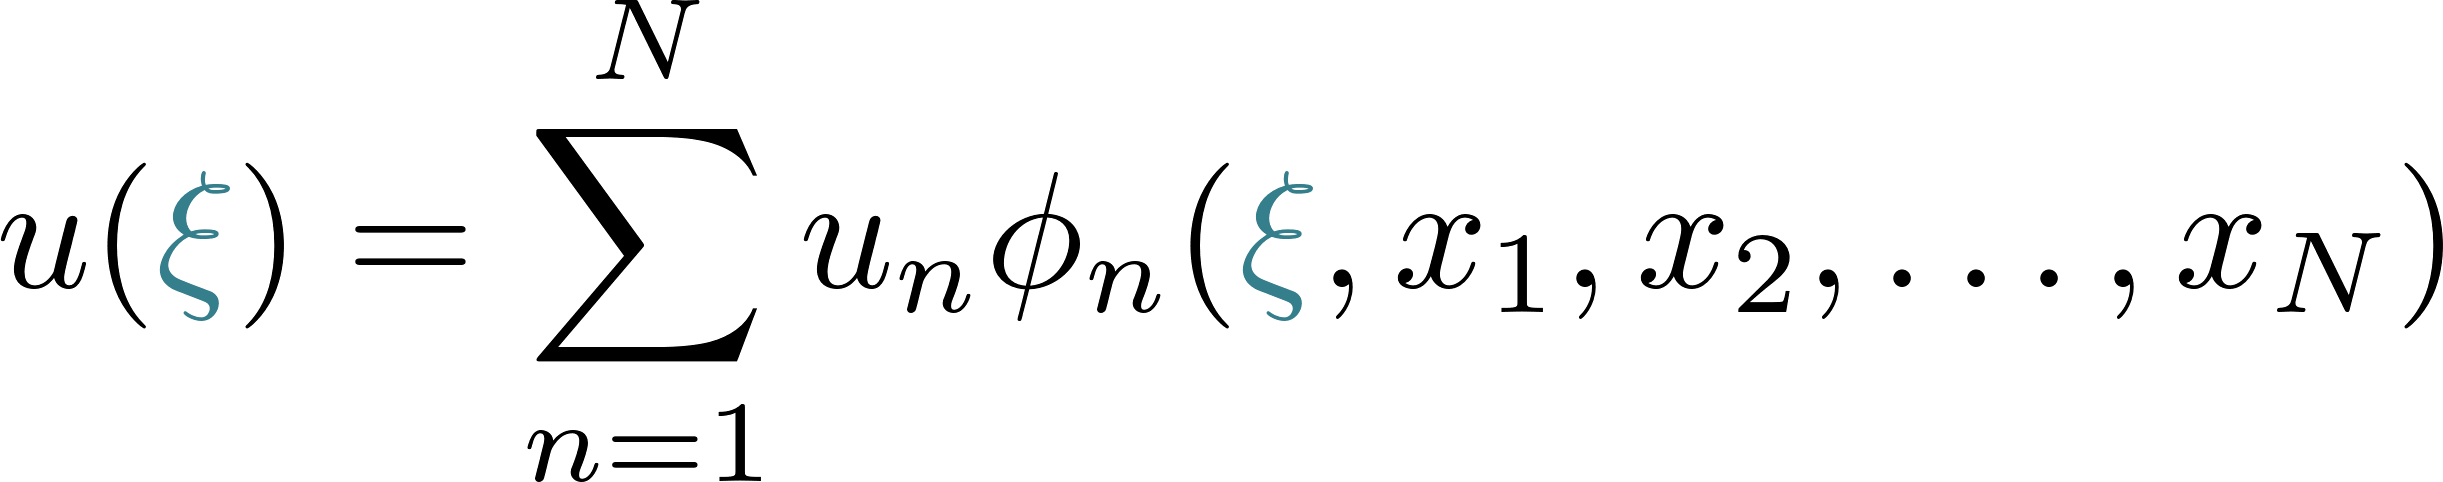 u(ξ) = \sum_{n=1}^{N} u_n ϕ_n(ξ, x_1, x_2, . . . , x_N)